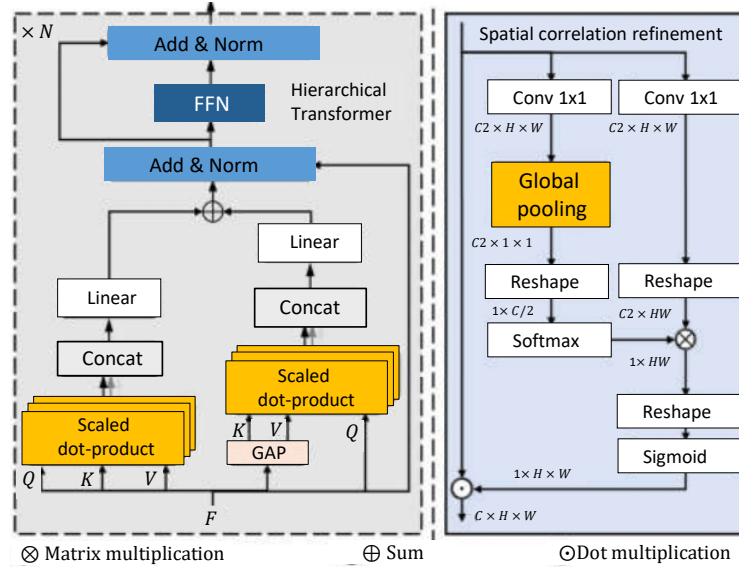 × N
Add & Norm
FFN
Hierarchical
Transformer
Add & Norm
⊕
Linear
Linear
Concat
Concat
Scaled
dot-product
Scaled
dot-product
K
V
Q
GAP
Q
K
V
F
Spatial correlation refinement
Conv 1x1
Conv 1x1
C2 × H × W
C2 × H × W
Global
pooling
C2 × 1 × 1
Reshape
Reshape
1× C/2
C2 × HW
Softmax
⊗
1× HW
Reshape
Sigmoid
1× H × W
⊙
C × H × W
⊗ Matrix multiplication
⊕ Sum
⊙Dot multiplication